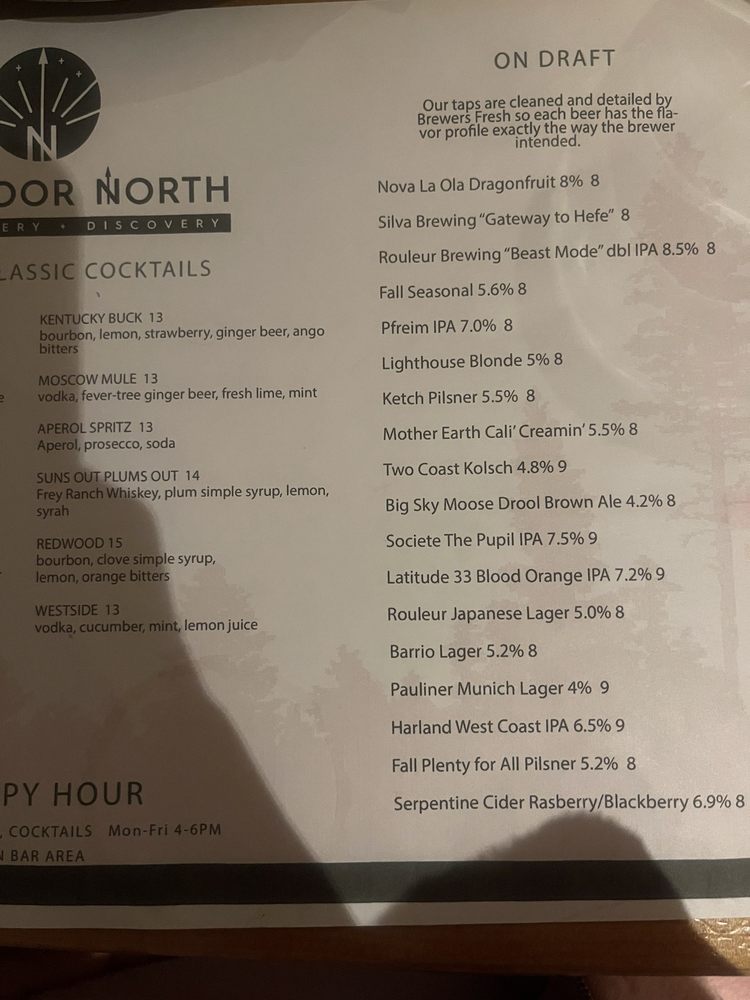 N
OOR NORTH
ERY • DISCOVERY
LASSIC COCKTAILS
KENTUCKY BUCK 13
bourbon, lemon, strawberry, ginger beer, ango
bitters
MOSCOW MULE 13
vodka, fever-tree ginger beer, fresh lime, mint
APEROL SPRITZ 13
Aperol, prosecco, soda
SUNS OUT PLUMS OUT 14
Frey Ranch Whiskey, plum simple syrup, lemon,
syrah
REDWOOD 15
bourbon, clove simple syrup,
lemon, orange bitters
WESTSIDE 13
vodka, cucumber, mint, lemon juice
PY HOUR
, COCKTAILS Mon-Fri 4-6PM
N BAR AREA
ON DRAFT
Our taps are cleaned and detailed by
Brewers Fresh so each beer has the fla-
vor profile exactly the way the brewer
intended.
Nova La Ola Dragonfruit 8% 8
Silva Brewing "Gateway to Hefe" 8
Rouleur Brewing "Beast Mode" dbl IPA 8.5% 8
Fall Seasonal 5.6% 8
Pfreim IPA 7.0% 8
Lighthouse Blonde 5% 8
Ketch Pilsner 5.5% 8
Mother Earth Cali' Creamin' 5.5% 8
Two Coast Kolsch 4.8% 9
Big Sky Moose Drool Brown Ale 4.2% 8
Societe The Pupil IPA 7.5% 9
Latitude 33 Blood Orange IPA 7.2% 9
Rouleur Japanese Lager 5.0% 8
Barrio Lager 5.2% 8
Pauliner Munich Lager 4% 9
Harland West Coast IPA 6.5% 9
Fall Plenty for All Pilsner 5.2% 8
Serpentine Cider Rasberry/Blackberry 6.9% 8